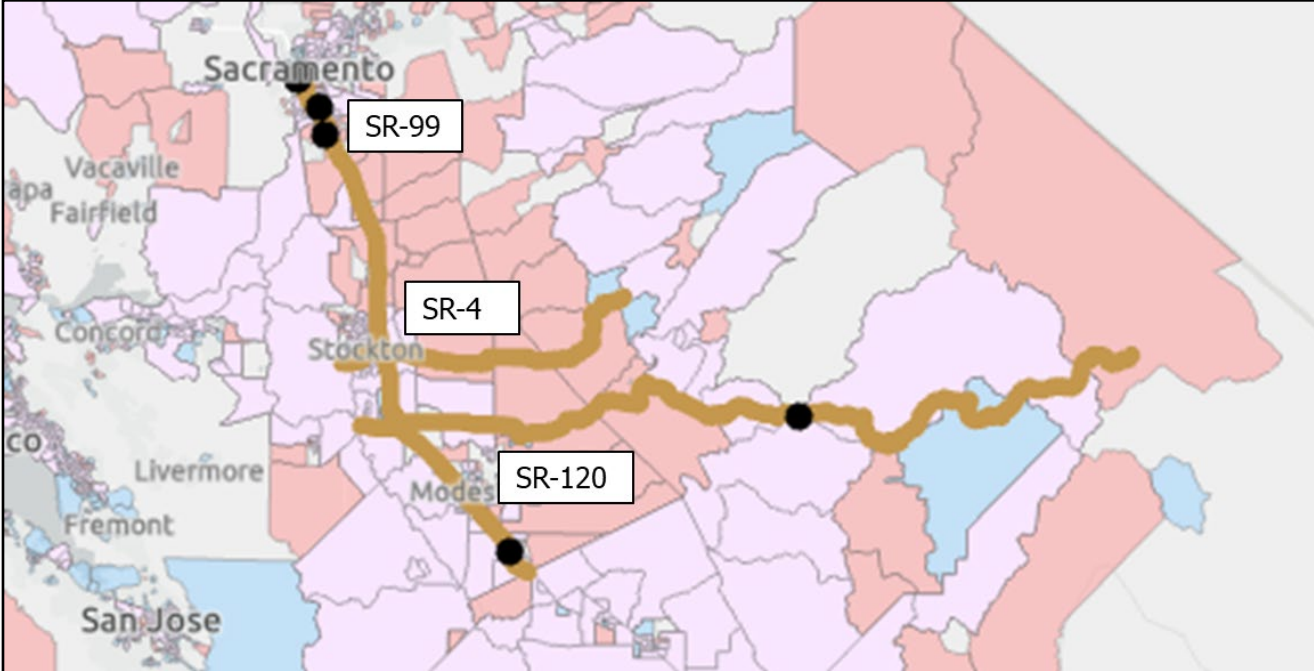 Sacramento
SR-99
Vacaville
apa
Fairfield
SR-4
Concord
Stockton
co
Livermore
SR-120
Modes
Fremont
San Jose